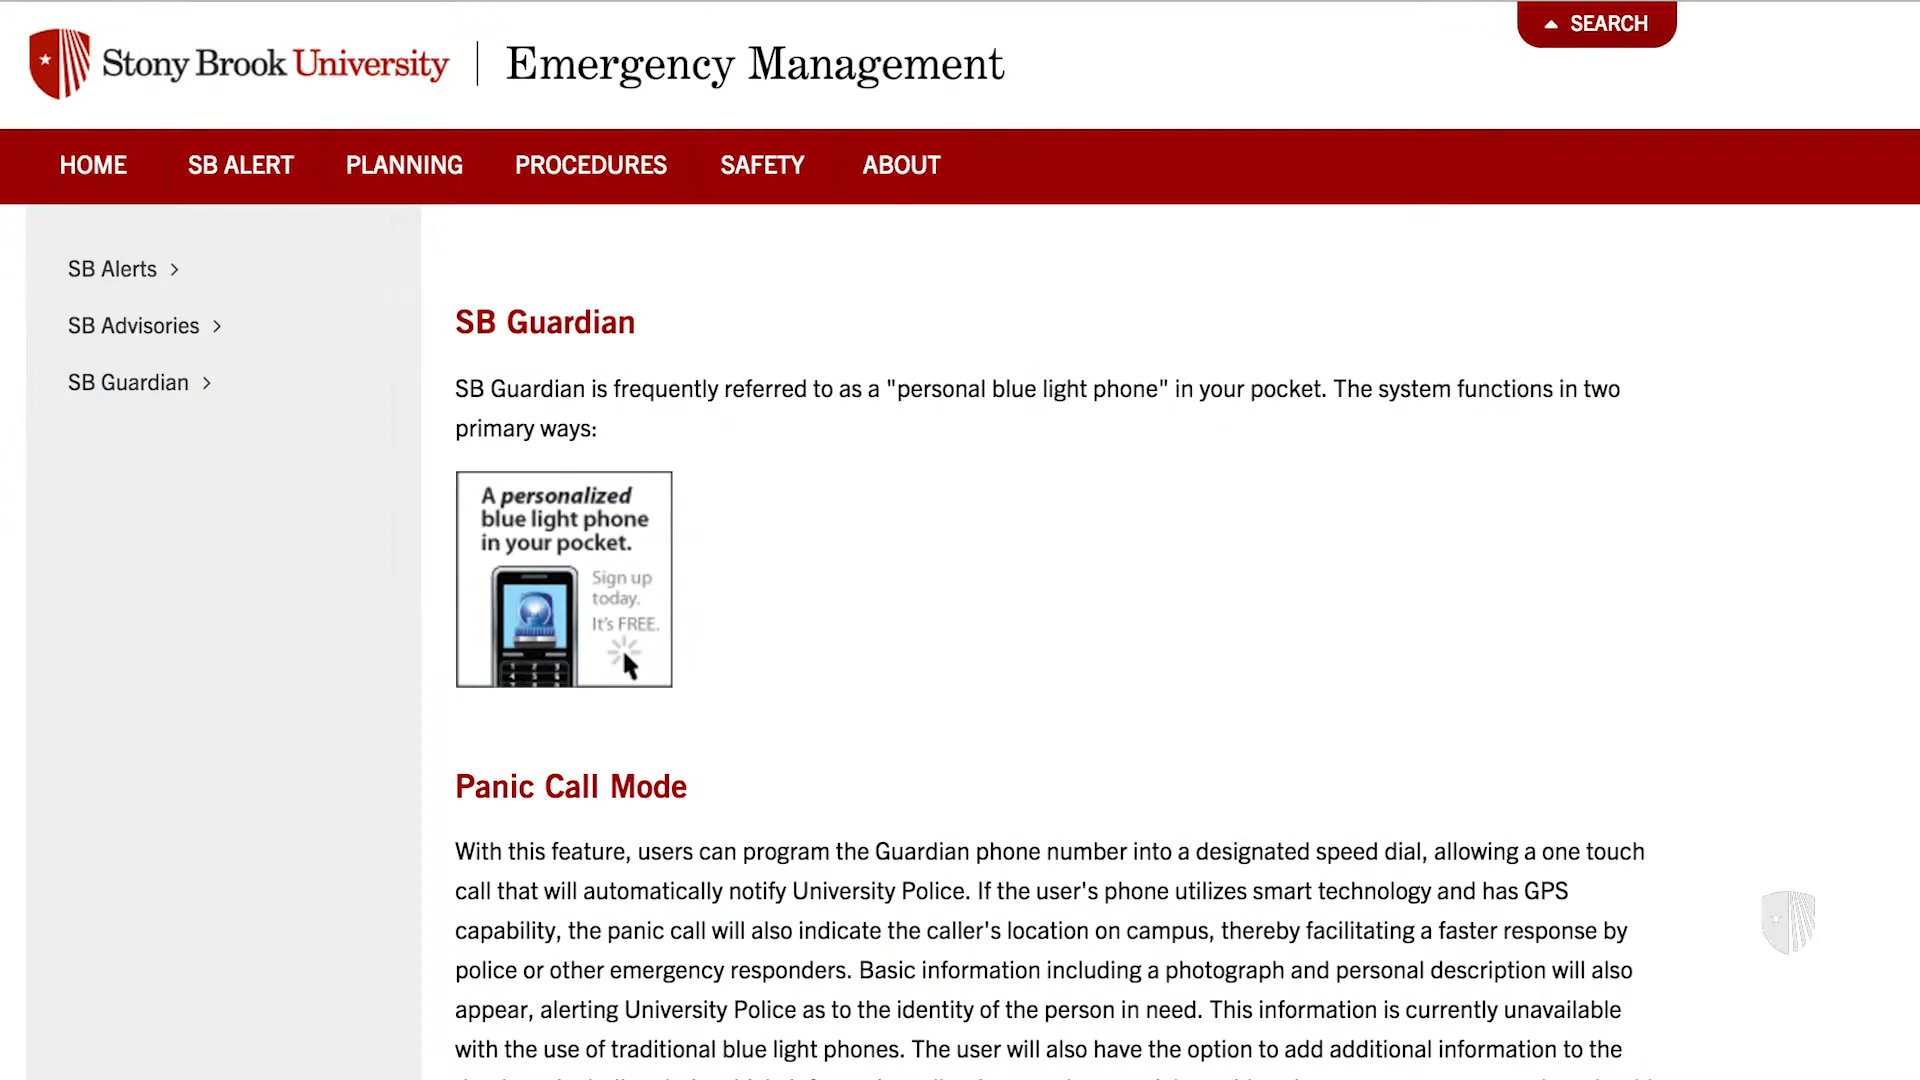 SEARCH
Stony Brook University
Emergency Management
HOME SB ALERT PLANNING PROCEDURES SAFETY ABOUT
SB Alerts
SB Advisories
SB Guardian
SB Guardian
SB Guardian is frequently referred to as a "personal blue light phone" in your pocket. The system functions in two
primary ways:
A personalized
blue light phone
in your pocket.
Sign up
today.
It's FREE.
Panic Call Mode
With this feature, users can program the Guardian phone number into a designated speed dial, allowing a one touch
call that will automatically notify University Police. If the user's phone utilizes smart technology and has GPS
capability, the panic call will also indicate the caller's location on campus, thereby facilitating a faster response by
police or other emergency responders. Basic information including a photograph and personal description will also
appear, alerting University Police as to the identity of the person in need. This information is currently unavailable
with the use of traditional blue light phones. The user will also have the option to add additional information to the